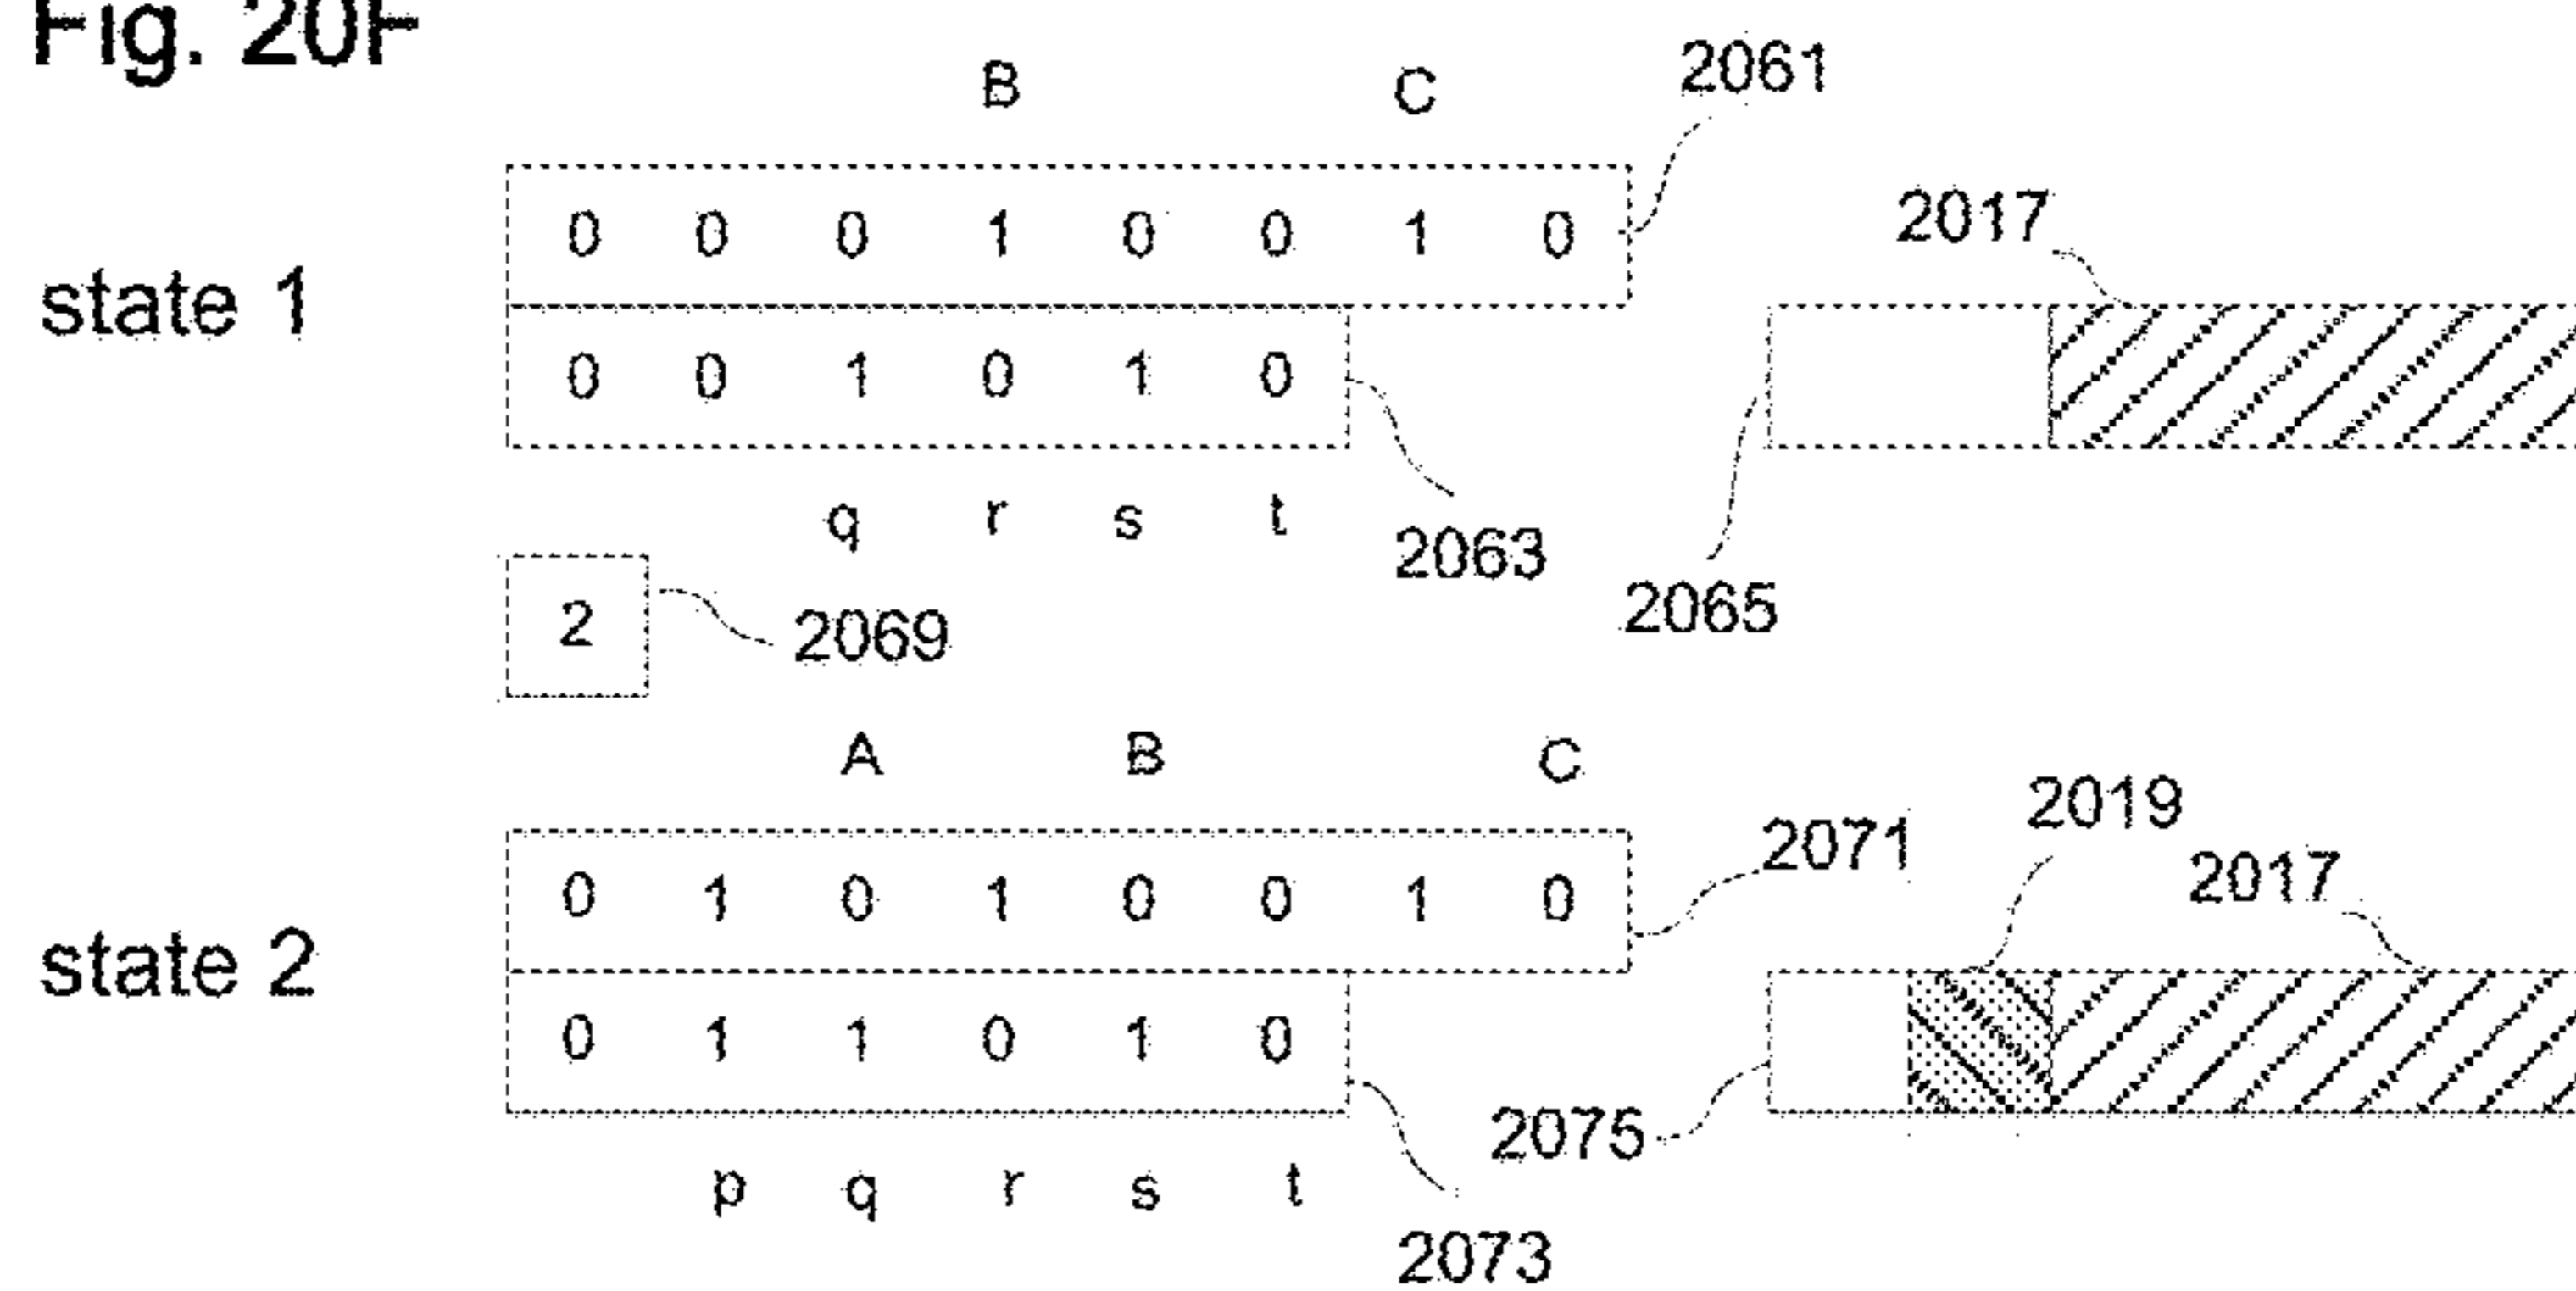 Fig. 20F
B C 2061
0 0 0 1 0 0 1 0
2017
state 1
0 0 1 0 1 0
q r s t
2063
2065
2 2069
A B C
2019
2071
2017
0 1 0 1 0 0 1 0
state 2
0 1 1 0 1 0
2075
p q r s t
2073